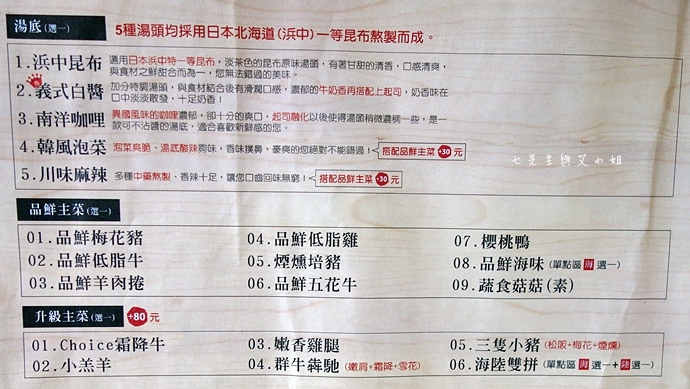 湯底(選一) 5種湯頭均採用日本北海道(浜中)一等昆布熬製而成。
1.浜中昆布 選用日本浜中特一等昆布，淡茶色的昆布原味湯頭，有著甘甜的清香，口感清爽，
與食材之鮮甜合而為一，您無法錯過的美味。
2.義式白醬 加分特調湯頭，與食材結合後有滑潤口感，濃郁的牛奶香再搭配上起司，奶香味在
口中淡淡散發，十足奶香！
3.南洋咖哩 異國風味的咖哩濃郁，卻十分的爽口，起司融化以後使得湯頭稍微濃稠一些，是一
款可不沾醬的湯底，適合喜歡新鮮感的您。
4.韓風泡菜 泡菜爽脆、湯底酸辣夠味，香味撲鼻，豪爽的您絕對不能錯過！ 搭配品鮮主菜+30元
5.川味麻辣 多種中藥熬製、香辣十足，讓您口齒回味無窮！ 搭配品鮮主菜+30元
品鮮主菜(選一)
01.品鮮梅花豬 04.品鮮低脂雞 07.櫻桃鴨
02.品鮮低脂牛 05.煙燻培豬 08.品鮮海味(單點區海選一)
03.品鮮羊肉捲 06.品鮮五花牛 09.蔬食菇菇(素)
升級主菜(選一) +80元
01.Choice霜降牛 03.嫩香雞腿 05.三隻小豬(松阪+梅花+煙燻)
02.小羔羊 04.群牛犇馳(嫩肩+霜降+雪花) 06.海陸雙拼(單點區海選一+陸選一)